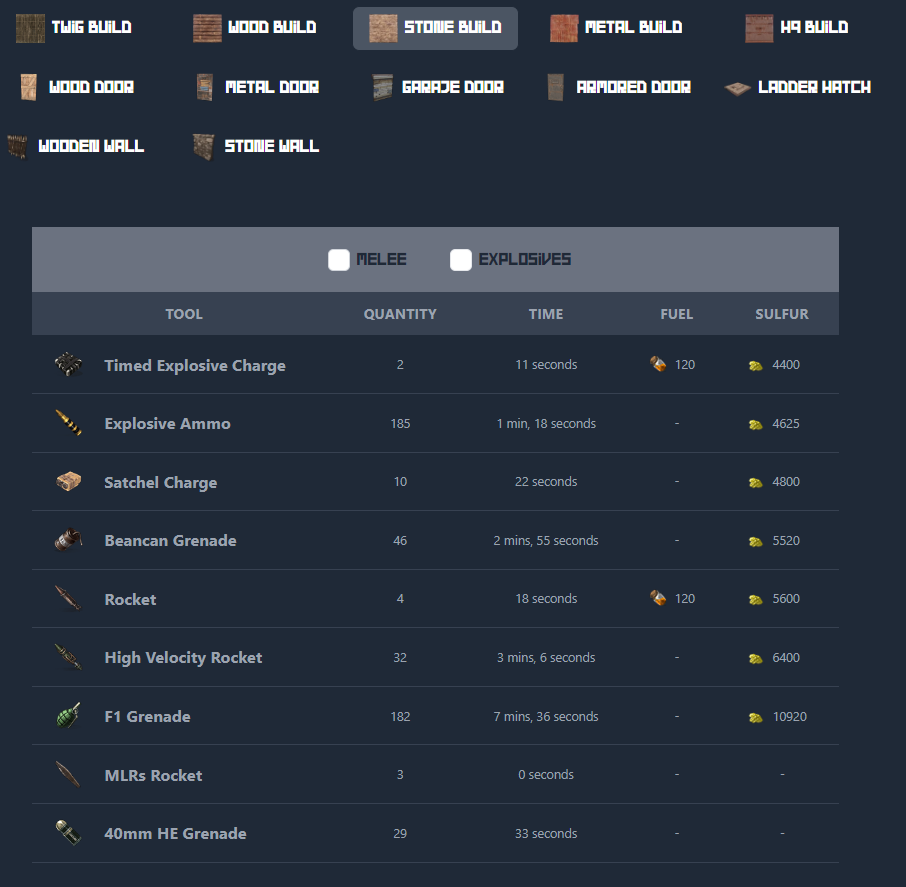 TWIG BUILD WOOD BUILD STONE BUILD METAL BUILD HQ BUILD
WOOD DOOR METAL DOOR GARAJE DOOR ARMORED DOOR LADDER HATCH
WOODEN WALL STONE WALL
MELEE EXPLOSIVES
TOOL QUANTITY TIME FUEL SULFUR
Timed Explosive Charge 2 11 seconds 120 4400
Explosive Ammo 185 1 min, 18 seconds - 4625
Satchel Charge 10 22 seconds - 4800
Beancan Grenade 46 2 mins, 55 seconds - 5520
Rocket 4 18 seconds 120 5600
High Velocity Rocket 32 3 mins, 6 seconds - 6400
F1 Grenade 182 7 mins, 36 seconds - 10920
MLRs Rocket 3 0 seconds - -
40mm HE Grenade 29 33 seconds - -